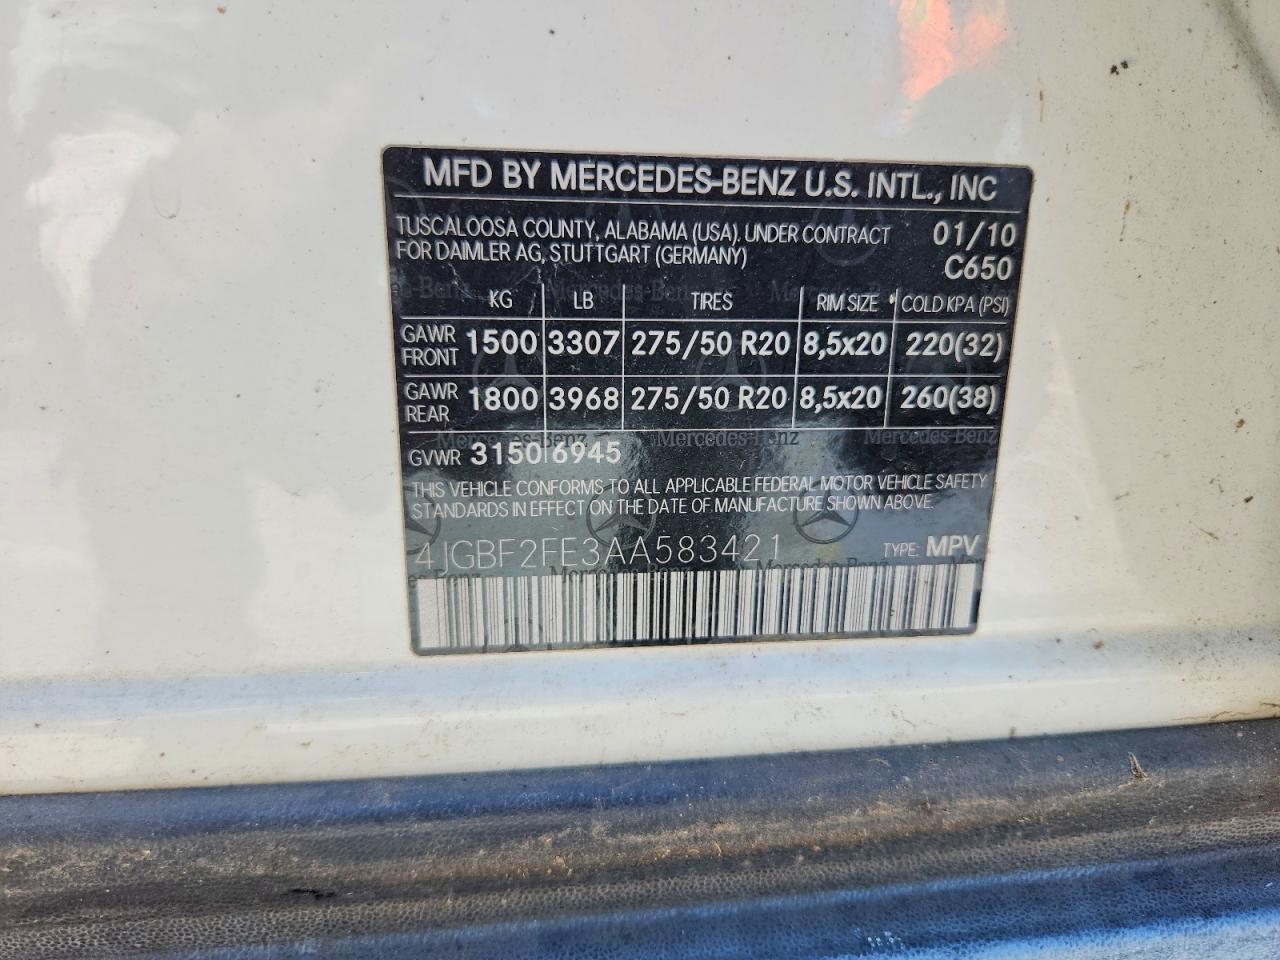 MFD BY MERCEDES-BENZ U.S. INTL., INC
TUSCALOOSA COUNTY, ALABAMA (USA), UNDER CONTRACT 01/10
FOR DAIMLER AG, STUTTGART (GERMANY) C650
KG LB TIRES RIM SIZE COLD KPA (PSI)
GAWR FRONT 1500 3307 275/50 R20 8,5x20 220(32)
GAWR REAR 1800 3968 275/50 R20 8,5x20 260(38)
GVWR 3150 6945
THIS VEHICLE CONFORMS TO ALL APPLICABLE FEDERAL MOTOR VEHICLE SAFETY
STANDARDS IN EFFECT ON THE DATE OF MANUFACTURE SHOWN ABOVE.
4JGBF2FE3AA583421 TYPE: MPV